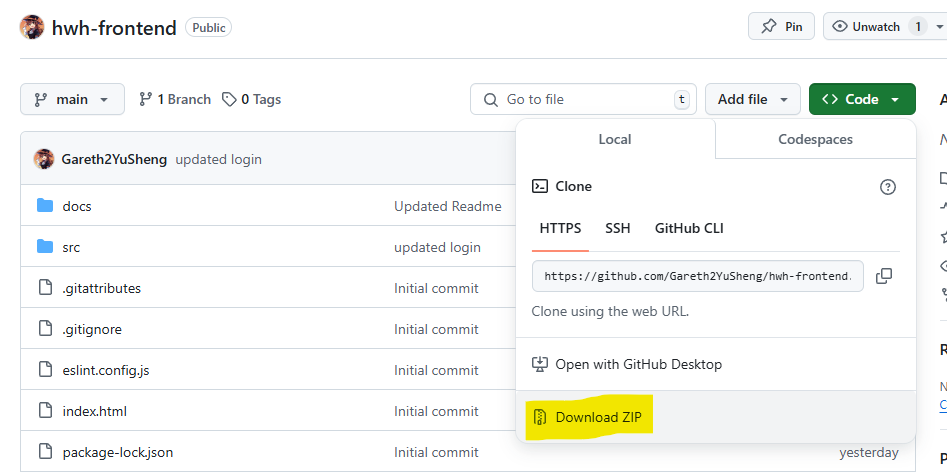 hwh-frontend Public
Pin
Unwatch 1
main
1 Branch
0 Tags
Go to file t
Add file
Code
Local Codespaces
Gareth2YuSheng updated login
Clone
docs Updated Readme
HTTPS SSH GitHub CLI
src updated login
https://github.com/Gareth2YuSheng/hwh-frontend.
.gitattributes Initial commit
Clone using the web URL.
.gitignore Initial commit
eslint.config.js Initial commit
Open with GitHub Desktop
index.html Initial commit
Download ZIP
package-lock.json Initial commit yesterday